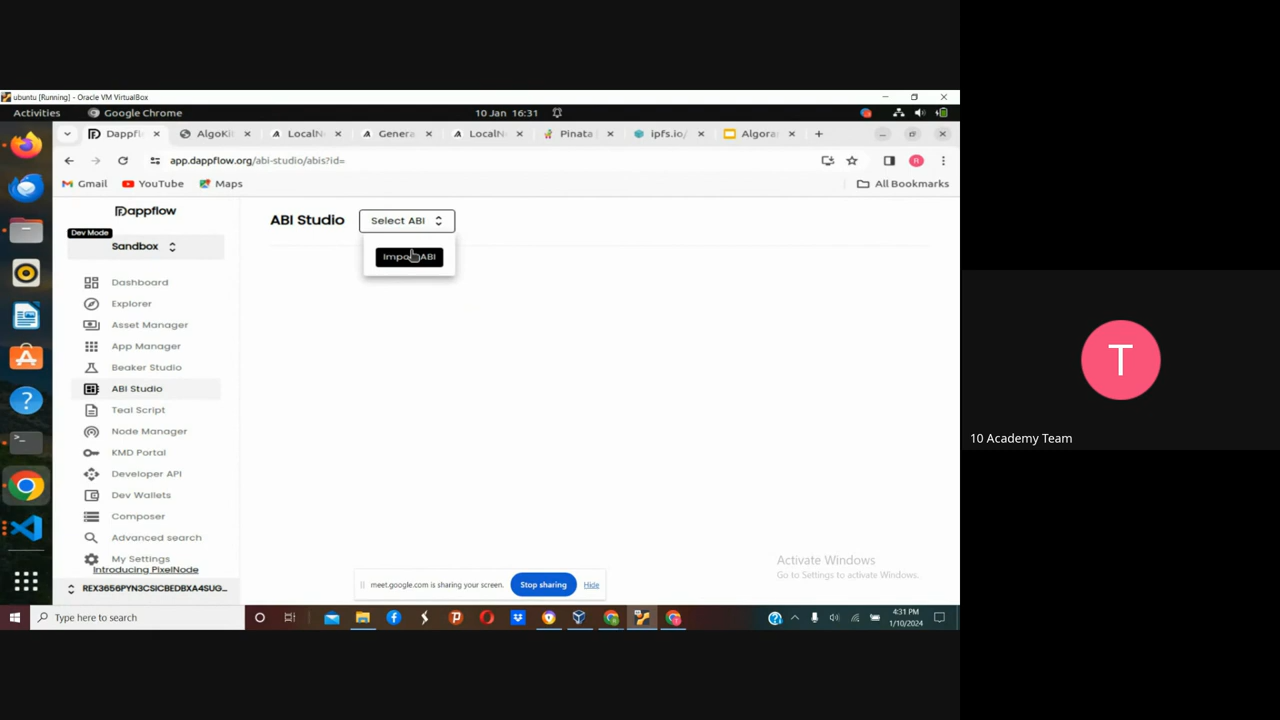 ubuntu [Running] - Oracle VM VirtualBox
Activities Google Chrome 10 Jan 16:31
Dappfl AlgoKi LocalN Genera LocalN Pinata ipfs.io/ Algora
app.dappflow.org/abi-studio/abis?id=
Gmail YouTube Maps All Bookmarks
Dappflow
ABI Studio Select ABI
Dev Mode
Sandbox
Import ABI
Dashboard
Explorer
Asset Manager
App Manager
Beaker Studio
ABI Studio
Teal Script
Node Manager
KMD Portal
Developer API
Dev Wallets
Composer
Advanced search
My Settings
Introducing PixelNode
REX3656PYN3CSICBEDBXA4SUG...
Activate Windows
Go to Settings to activate Windows.
meet.google.com is sharing your screen. Stop sharing Hide
Type here to search
4:31 PM
1/10/2024
T
10 Academy Team